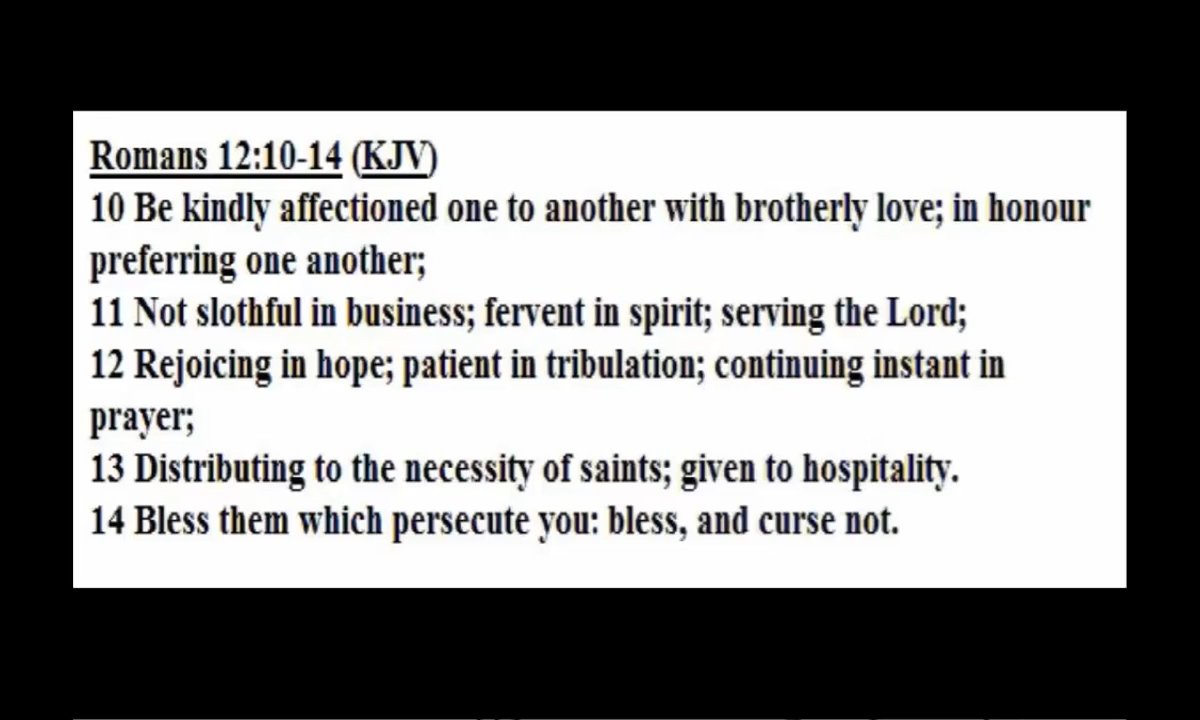 Romans 12:10-14 (KJV)
10 Be kindly affectioned one to another with brotherly love; in honour
preferring one another;
11 Not slothful in business; fervent in spirit; serving the Lord;
12 Rejoicing in hope; patient in tribulation; continuing instant in
prayer;
13 Distributing to the necessity of saints; given to hospitality.
14 Bless them which persecute you: bless, and curse not.